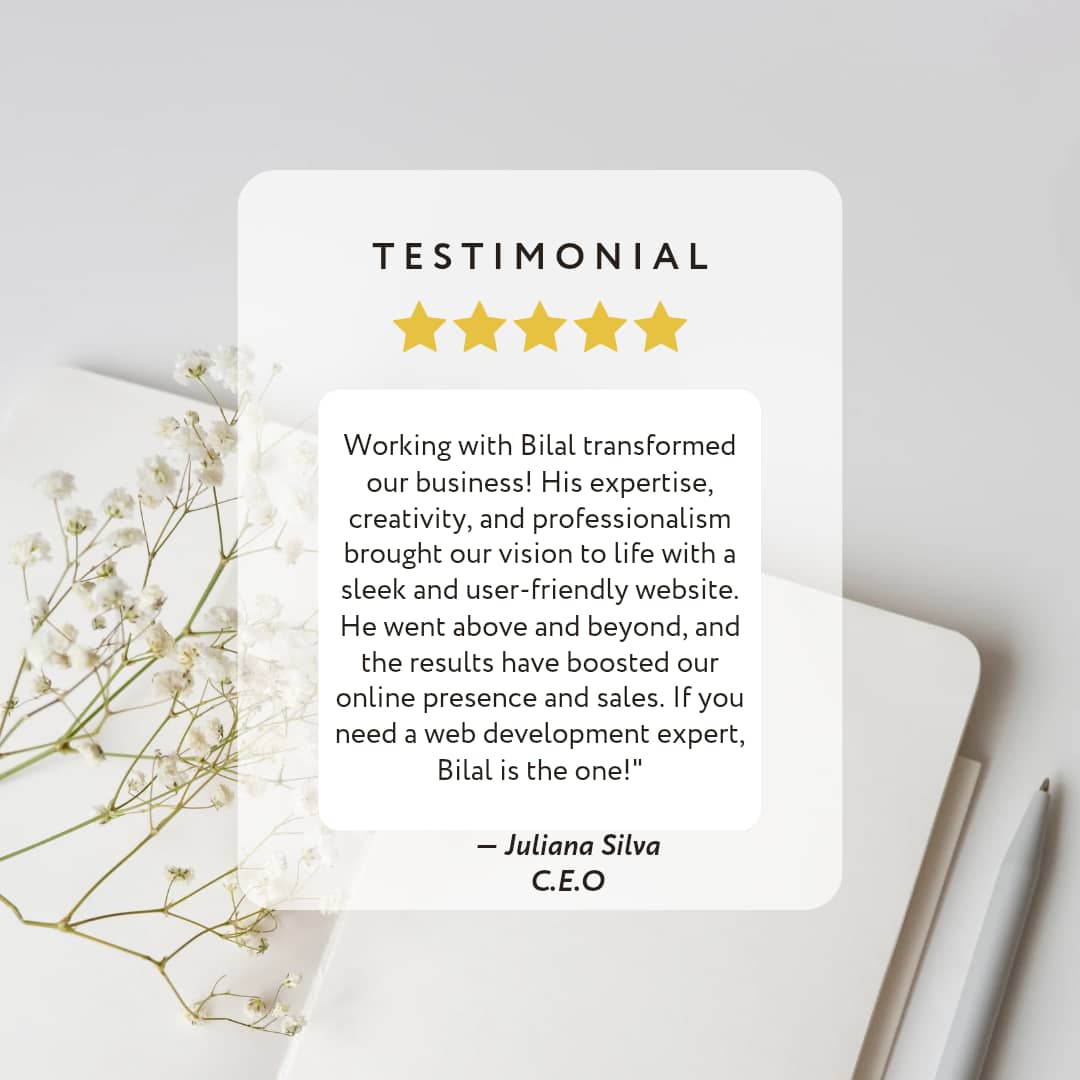 TESTIMONIAL
Working with Bilal transformed
our business! His expertise,
creativity, and professionalism
brought our vision to life with a
sleek and user-friendly website.
He went above and beyond, and
the results have boosted our
online presence and sales. If you
need a web development expert,
Bilal is the one!"
— Juliana Silva
C.E.O